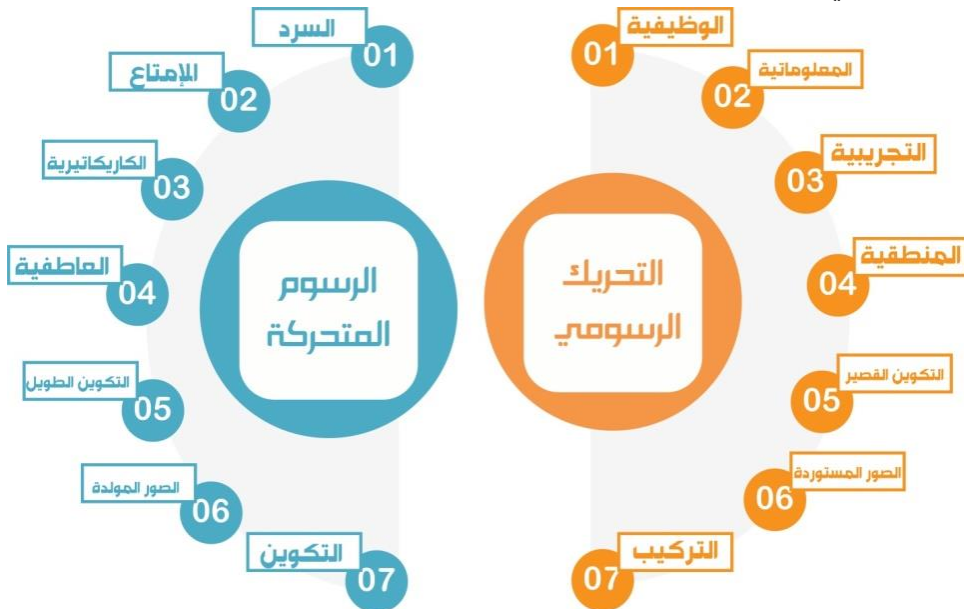 التحريك
الرسومي
01
الوظيفية
02
المعلوماتية
03
التجريبية
04
المنطقية
05
التكوين القصير
06
الصور المستوردة
07
التركيب
الرسوم
المتحركة
01
السرد
02
الإمتاع
03
الكاريكاتيرية
04
العاطفية
05
التكوين الطويل
06
الصور المولدة
07
التكوين